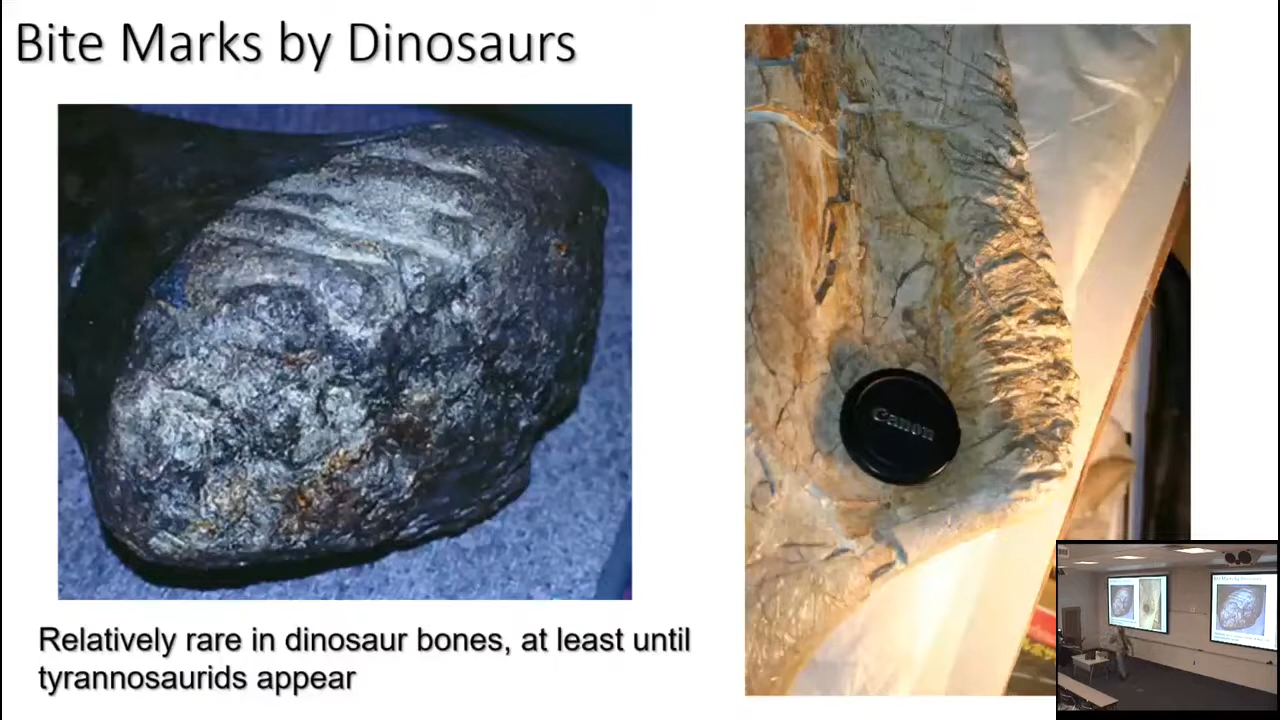 Bite Marks by Dinosaurs
Canon
Relatively rare in dinosaur bones, at least until
tyrannosaurids appear